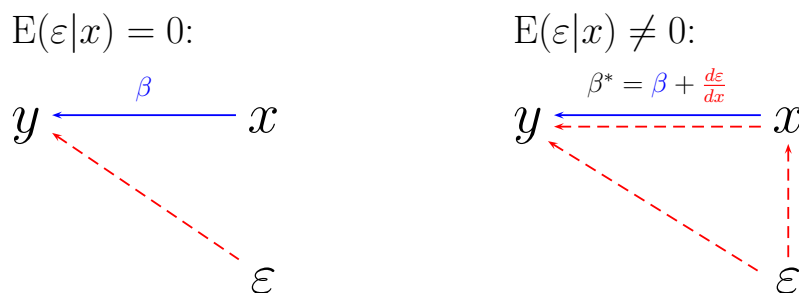 E(ε|x) = 0:
β
y x
ε
E(ε|x) ≠ 0:
β* = β + dε/dx
y x
ε